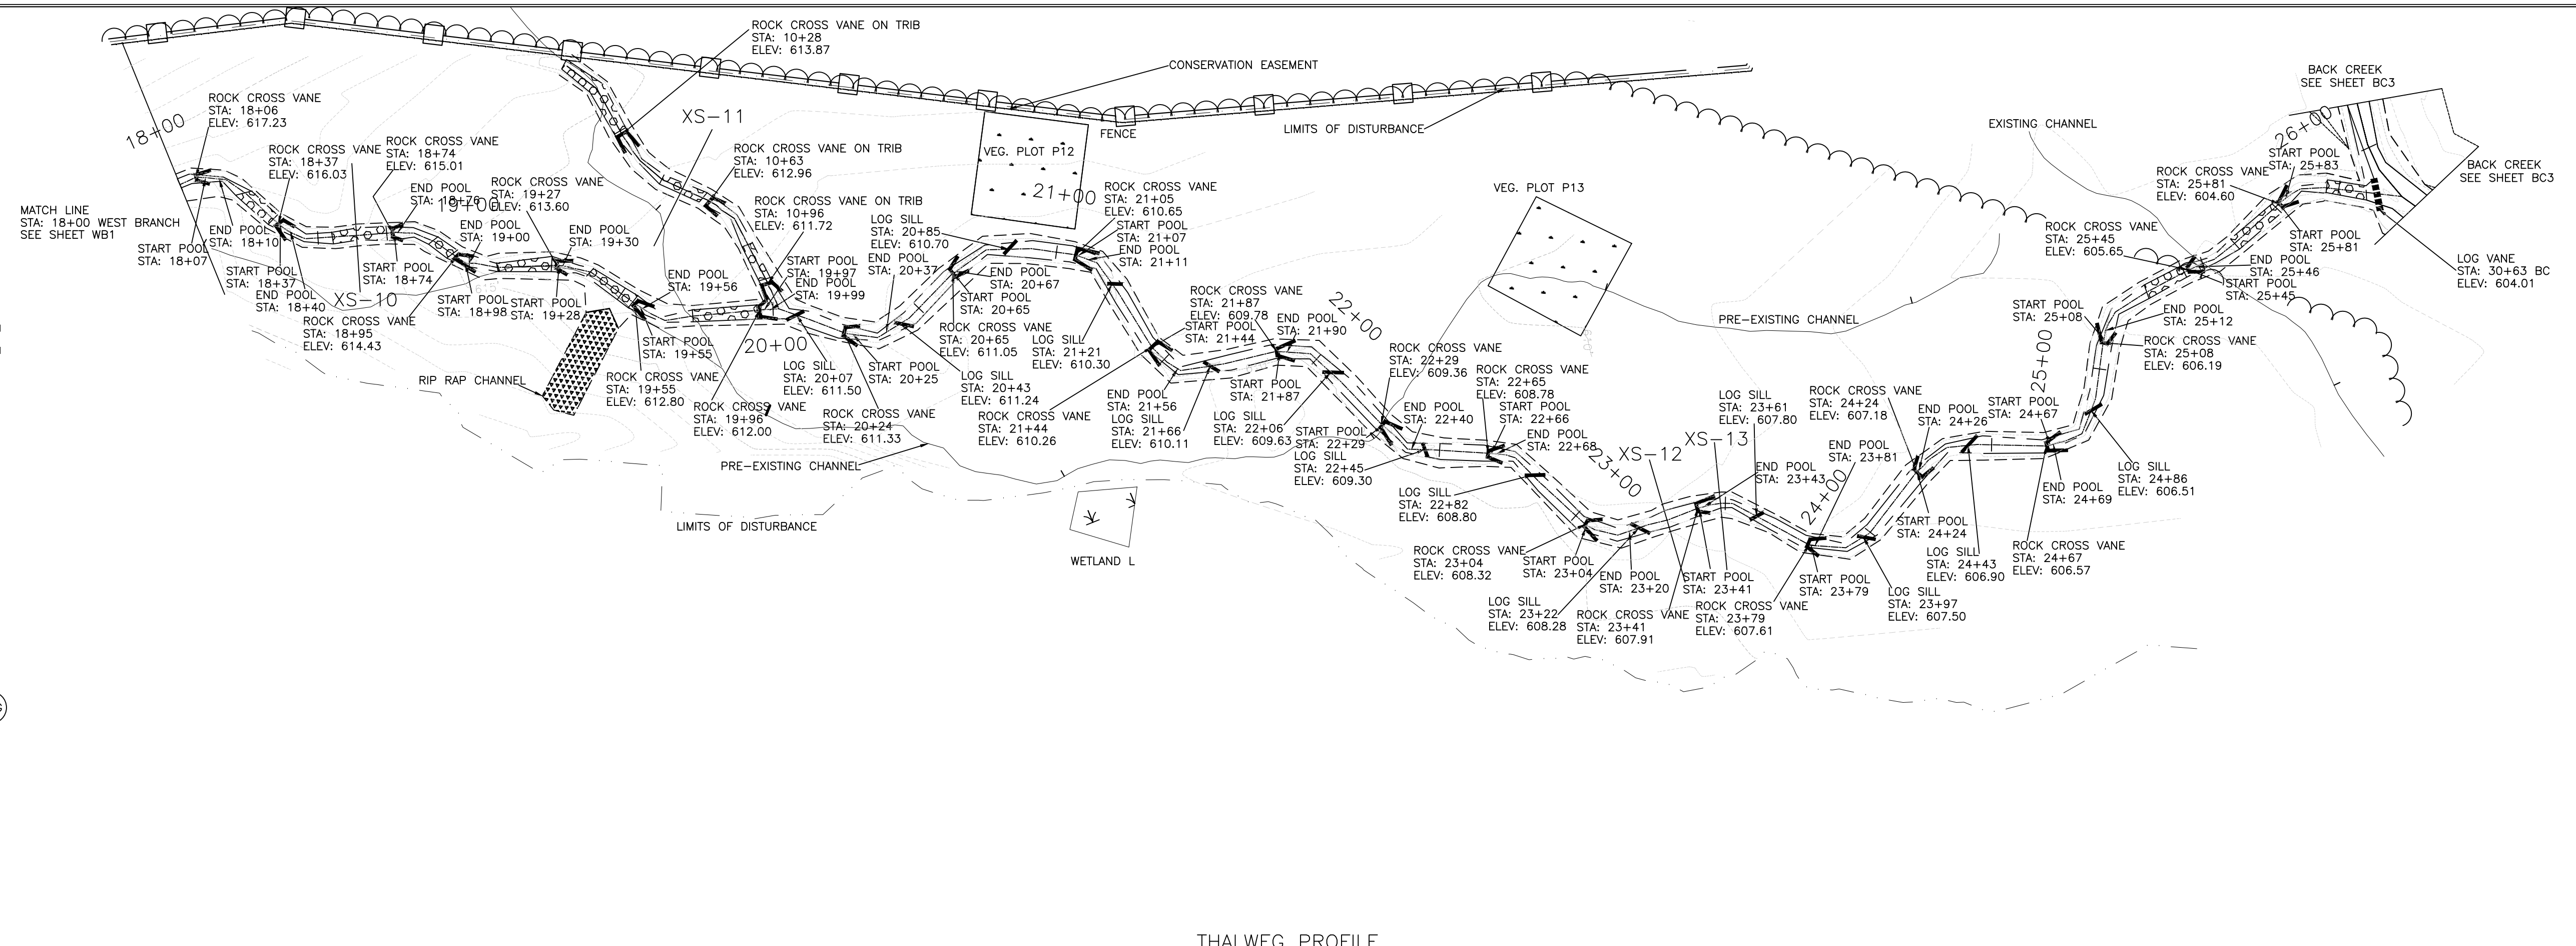 ROCK CROSS VANE ON TRIB
STA: 10+28
ELEV: 613.87
CONSERVATION EASEMENT
BACK CREEK
SEE SHEET BC3
ROCK CROSS VANE
STA: 18+06
ELEV: 617.23
18+00
XS-11
FENCE
LIMITS OF DISTURBANCE
EXISTING CHANNEL
26+00
ROCK CROSS VANE
STA: 18+37
ELEV: 616.03
ROCK CROSS VANE
STA: 18+74
ELEV: 615.01
ROCK CROSS VANE ON TRIB
STA: 10+63
ELEV: 612.96
VEG. PLOT P12
START POOL
STA: 25+83
BACK CREEK
SEE SHEET BC3
ROCK CROSS VANE
STA: 25+81
ELEV: 604.60
END POOL
STA: 18+76
19+00
ROCK CROSS VANE
STA: 19+27
ELEV: 613.60
21+00
ROCK CROSS VANE
STA: 21+05
ELEV: 610.65
VEG. PLOT P13
MATCH LINE
STA: 18+00 WEST BRANCH
SEE SHEET WB1
ROCK CROSS VANE ON TRIB
STA: 10+96
ELEV: 611.72
LOG SILL
STA: 20+85
ELEV: 610.70
START POOL
STA: 21+07
END POOL
STA: 21+11
START POOL
STA: 18+07
END POOL
STA: 18+10
END POOL
STA: 19+00
END POOL
STA: 19+30
ROCK CROSS VANE
STA: 25+45
ELEV: 605.65
START POOL
STA: 25+81
START POOL
STA: 18+37
START POOL
STA: 18+74
END POOL
STA: 19+56
START POOL
STA: 19+97
END POOL
STA: 19+99
END POOL
STA: 20+37
END POOL
STA: 20+67
END POOL
STA: 25+46
START POOL
STA: 25+45
LOG VANE
STA: 30+63 BC
ELEV: 604.01
END POOL
STA: 18+40
XS-10
START POOL
STA: 18+98
START POOL
STA: 19+28
615
START POOL
STA: 20+65
ROCK CROSS VANE
STA: 21+87
ELEV: 609.78
22+00
START POOL
STA: 25+08
END POOL
STA: 25+12
ROCK CROSS VANE
STA: 18+95
ELEV: 614.43
START POOL
STA: 19+55
20+00
ROCK CROSS VANE
STA: 20+65
ELEV: 611.05
LOG SILL
STA: 21+21
ELEV: 610.30
START POOL
STA: 21+44
END POOL
STA: 21+90
PRE-EXISTING CHANNEL
25+00
ROCK CROSS VANE
STA: 25+08
ELEV: 606.19
RIP RAP CHANNEL
ROCK CROSS VANE
STA: 19+55
ELEV: 612.80
LOG SILL
STA: 20+07
ELEV: 611.50
START POOL
STA: 20+25
LOG SILL
STA: 20+43
ELEV: 611.24
START POOL
STA: 21+87
ROCK CROSS VANE
STA: 22+29
ELEV: 609.36
ROCK CROSS VANE
STA: 22+65
ELEV: 608.78
ROCK CROSS VANE
STA: 19+96
ELEV: 612.00
ROCK CROSS VANE
STA: 20+24
ELEV: 611.33
ROCK CROSS VANE
STA: 21+44
ELEV: 610.26
END POOL
STA: 21+56
LOG SILL
STA: 21+66
ELEV: 610.11
LOG SILL
STA: 22+06
ELEV: 609.63
START POOL
STA: 22+29
END POOL
STA: 22+40
START POOL
STA: 22+66
END POOL
STA: 22+68
LOG SILL
STA: 23+61
ELEV: 607.80
ROCK CROSS VANE
STA: 24+24
ELEV: 607.18
END POOL
STA: 24+26
START POOL
STA: 24+67
PRE-EXISTING CHANNEL
LOG SILL
STA: 22+45
ELEV: 609.30
23+00
XS-12
XS-13
END POOL
STA: 23+43
END POOL
STA: 23+81
24+00
LOG SILL
STA: 24+86
ELEV: 606.51
END POOL
STA: 24+69
LIMITS OF DISTURBANCE
LOG SILL
STA: 22+82
ELEV: 608.80
START POOL
STA: 24+24
WETLAND L
ROCK CROSS VANE
STA: 23+04
ELEV: 608.32
START POOL
STA: 23+04
END POOL
STA: 23+20
START POOL
STA: 23+41
START POOL
STA: 23+79
LOG SILL
STA: 24+43
ELEV: 606.90
ROCK CROSS VANE
STA: 24+67
ELEV: 606.57
LOG SILL
STA: 23+22
ELEV: 608.28
ROCK CROSS VANE
STA: 23+41
ELEV: 607.91
ROCK CROSS VANE
STA: 23+79
ELEV: 607.61
LOG SILL
STA: 23+97
ELEV: 607.50
THALWEG PROFILE